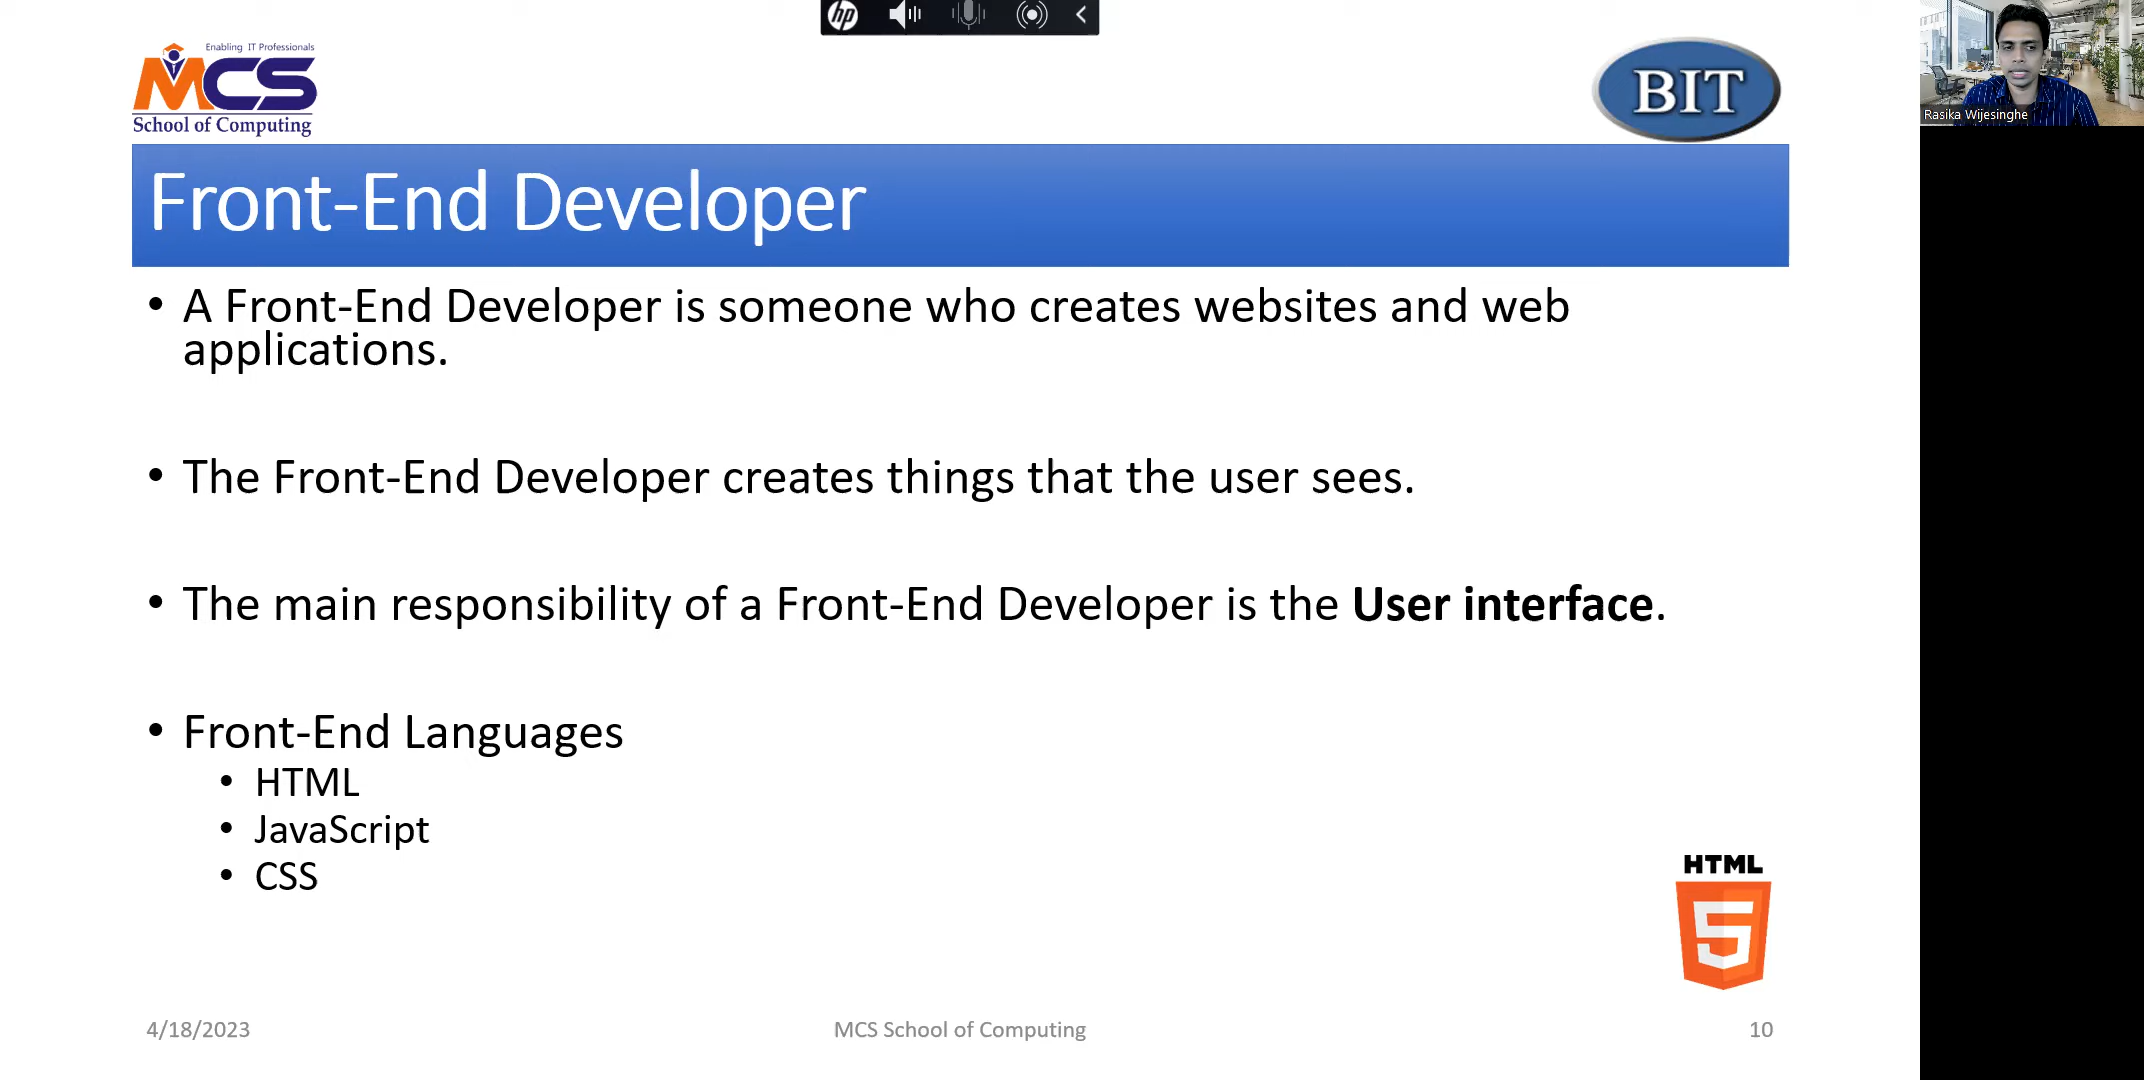 Enabling IT Professionals
MCS
School of Computing
hp
BIT
Rasika Wijesinghe
Front-End Developer
• A Front-End Developer is someone who creates websites and web
applications.
• The Front-End Developer creates things that the user sees.
• The main responsibility of a Front-End Developer is the User interface.
• Front-End Languages
• HTML
• JavaScript
• CSS
HTML
5
4/18/2023
MCS School of Computing
10